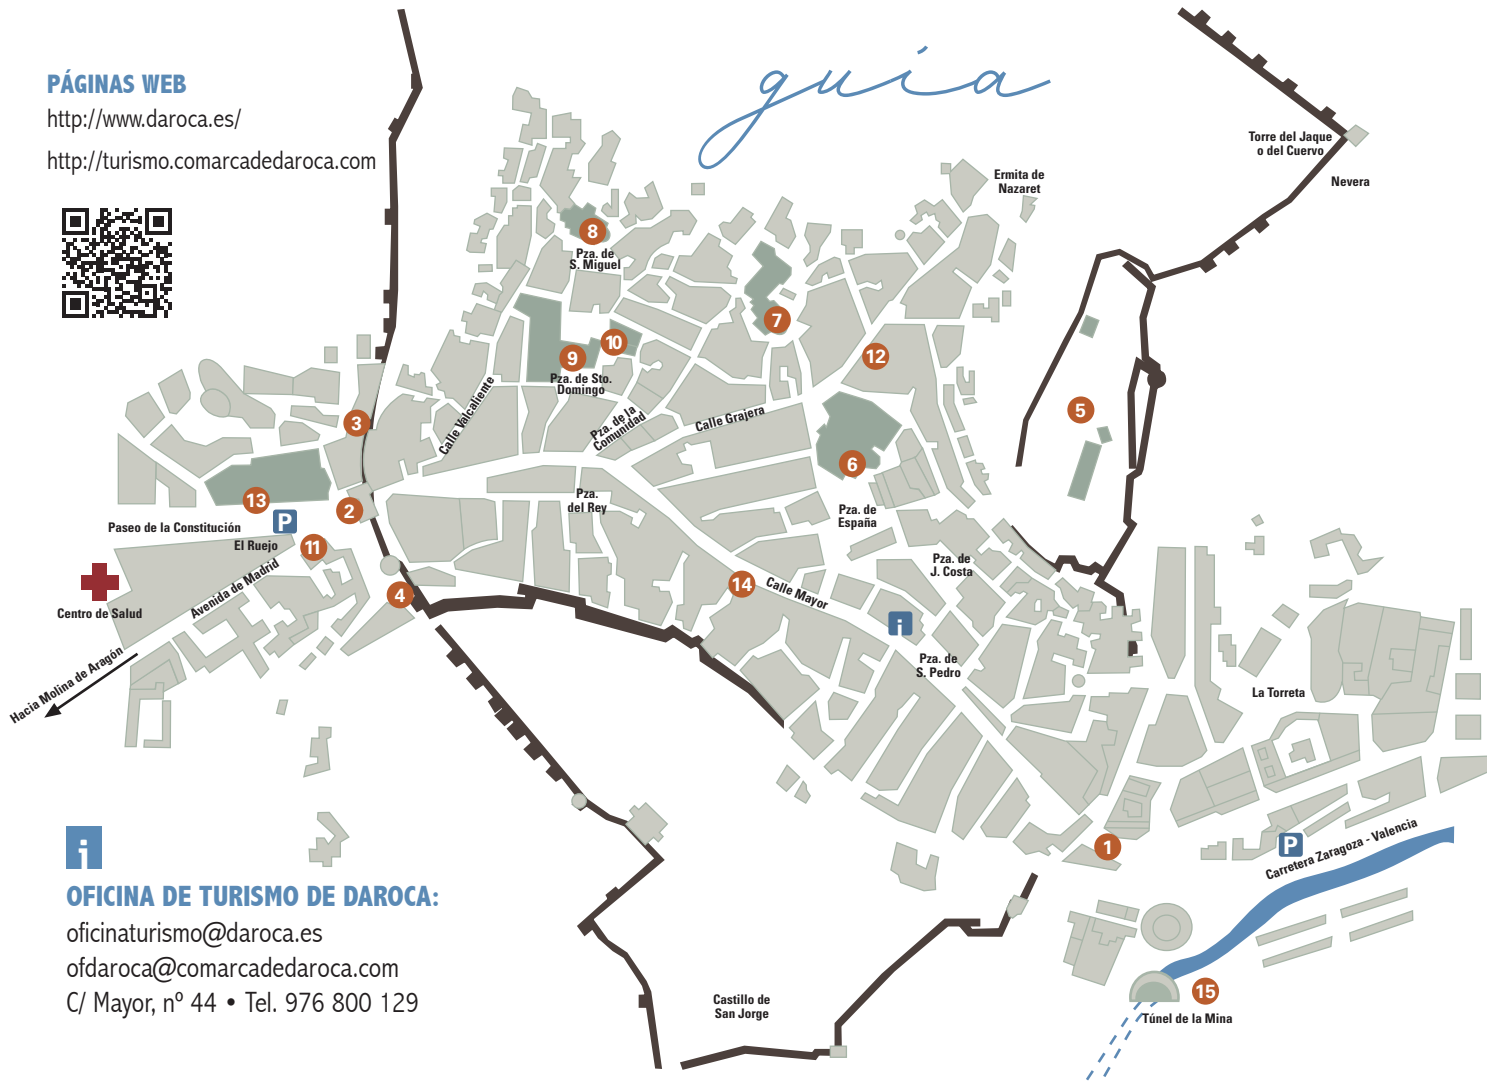 guia
PÁGINAS WEB
http://www.daroca.es/
http://turismo.comarcadedaroca.com
Torre del Jaque
o del Cuervo
Nevera
Ermita de
Nazaret
8
Pza. de
S. Miguel
7
10
9
12
Pza. de Sto.
Domingo
Calle Valcaliente
Pza. de la
Comunidad
Calle Grajera
5
3
6
13
2
Pza.
del Rey
Pza. de
España
Paseo de la Constitución
P
El Ruejo
11
Avenida de Madrid
Centro de Salud
4
14
Calle Mayor
Pza. de
J. Costa
i
Pza. de
S. Pedro
Hacia Molina de Aragón
La Torreta
1
P
Carretera Zaragoza - Valencia
i
OFICINA DE TURISMO DE DAROCA:
oficinaturismo@daroca.es
ofdaroca@comarcadedaroca.com
C/ Mayor, nº 44 • Tel. 976 800 129
Castillo de
San Jorge
15
Túnel de la Mina